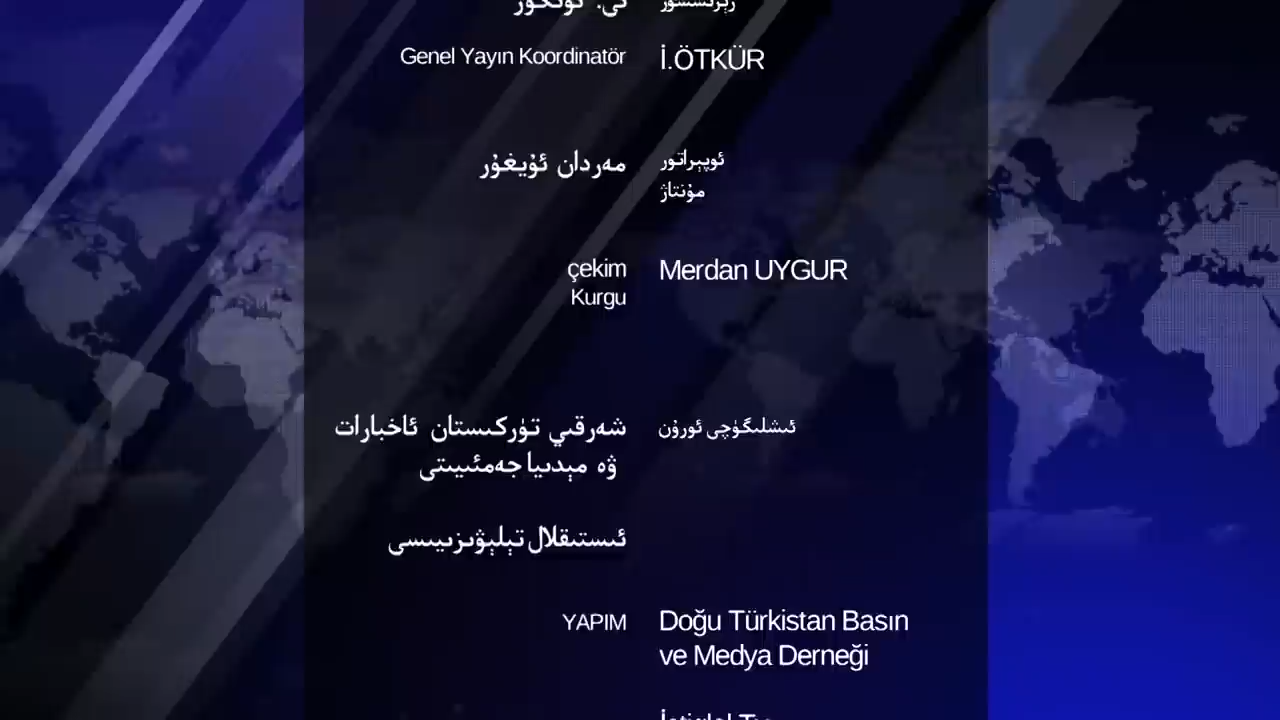 Genel Yayın Koordinatör İ.ÖTKÜR
ئوپېراتور مەردان ئۇيغۇر
مۇنتاژ
çekim Merdan UYGUR
Kurgu
ئىشلىگۈچى ئورۇن شەرقىي تۈركىستان ئاخبارات
ۋە مېدىيا جەمئىيىتى
ئىستىقلال تېلېۋىزىيىسى
YAPIM Doğu Türkistan Basın
ve Medya Derneği